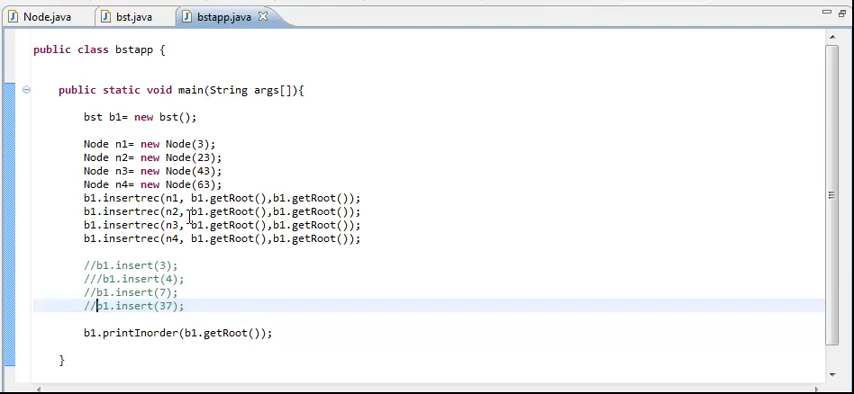 Node.java bst.java bstapp.java
public class bstapp {
public static void main(String args[]){
bst b1= new bst();
Node n1= new Node(3);
Node n2= new Node(23);
Node n3= new Node(43);
Node n4= new Node(63);
b1.insertrec(n1, b1.getRoot(),b1.getRoot());
b1.insertrec(n2, b1.getRoot(),b1.getRoot());
b1.insertrec(n3, b1.getRoot(),b1.getRoot());
b1.insertrec(n4, b1.getRoot(),b1.getRoot());
//b1.insert(3);
///b1.insert(4);
//b1.insert(7);
//b1.insert(37);
b1.printInorder(b1.getRoot());
}